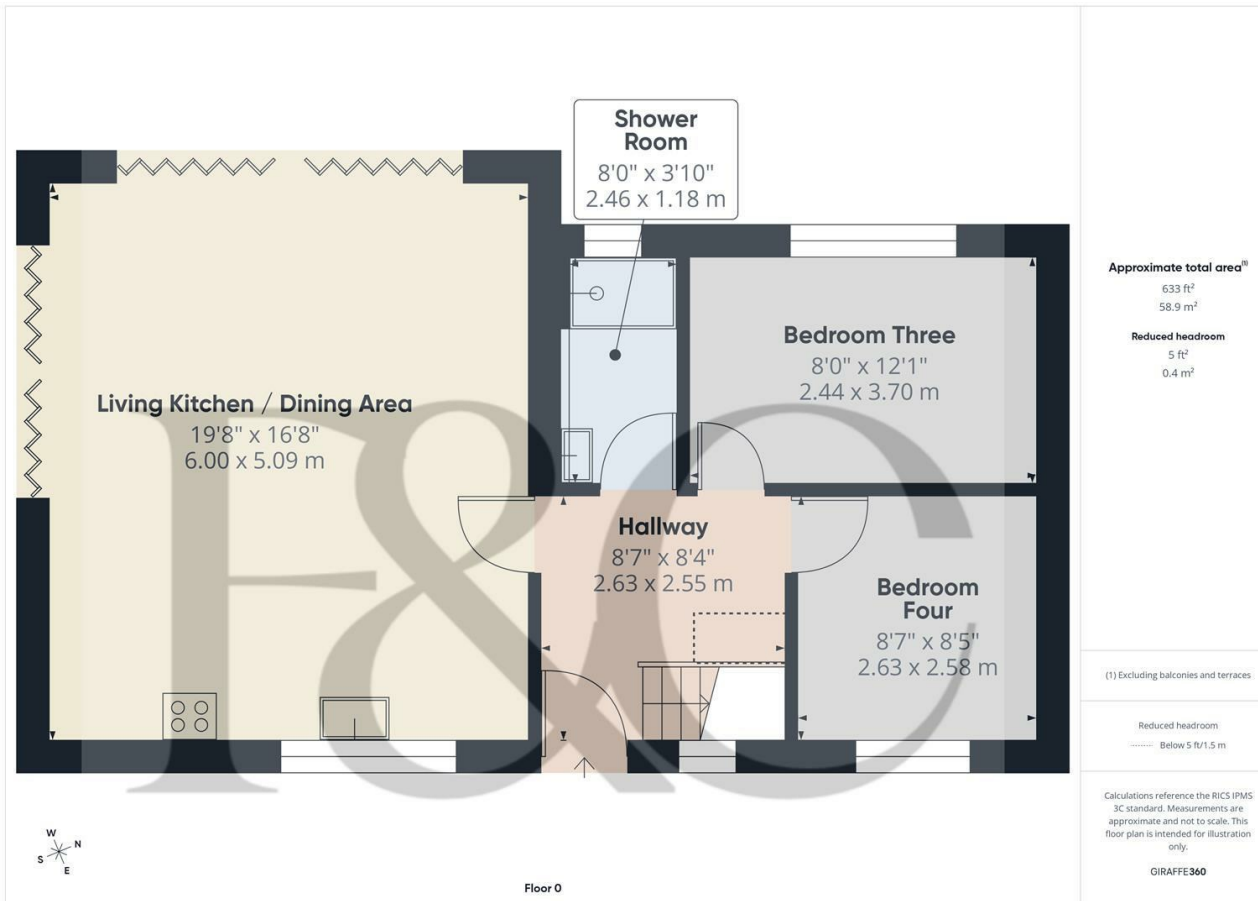 Shower
Room
8'0" x 3'10"
2.46 x 1.18 m
Living Kitchen / Dining Area
19'8" x 16'8"
6.00 x 5.09 m
Bedroom Three
8'0" x 12'1"
2.44 x 3.70 m
Hallway
8'7" x 8'4"
2.63 x 2.55 m
Bedroom
Four
8'7" x 8'5"
2.63 x 2.58 m
F&C
W
N
S
E
Floor 0
Approximate total area(1)
633 ft²
58.9 m²
Reduced headroom
5 ft²
0.4 m²
(1) Excluding balconies and terraces
Reduced headroom
Below 5 ft/1.5 m
Calculations reference the RICS IPMS
3C standard. Measurements are
approximate and not to scale. This
floor plan is intended for illustration
only.
GIRAFFE360